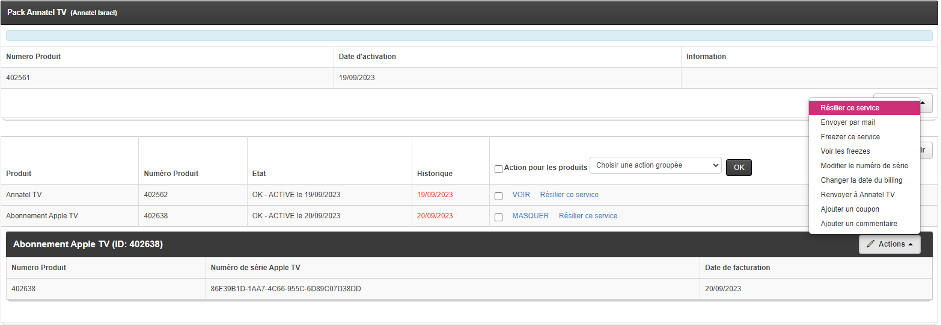 Pack Annatel TV (Annatel Israel)
Numero Produit Date d'activation Information
402561 19/09/2023
Résilier ce service
Envoyer par mail
Freezer ce service
Voir les freezes
Modifier le numéro de série
Changer la date du billing
Renvoyer à Annatel TV
Ajouter un coupon
Ajouter un commentaire
Produit Numéro Produit Etat Historique Action pour les produits Choisir une action groupée OK
Annatel TV 402562 OK - ACTIVE le 19/09/2023 19/09/2023 VOIR Résilier ce service
Abonnement Apple TV 402638 OK - ACTIVE le 20/09/2023 20/09/2023 MASQUER Résilier ce service
Abonnement Apple TV (ID: 402638) Actions
Numero Produit Numéro de série Apple TV Date de facturation
402638 86F39B1D-1AA7-4C66-955C-6D89C07D38DD 20/09/2023